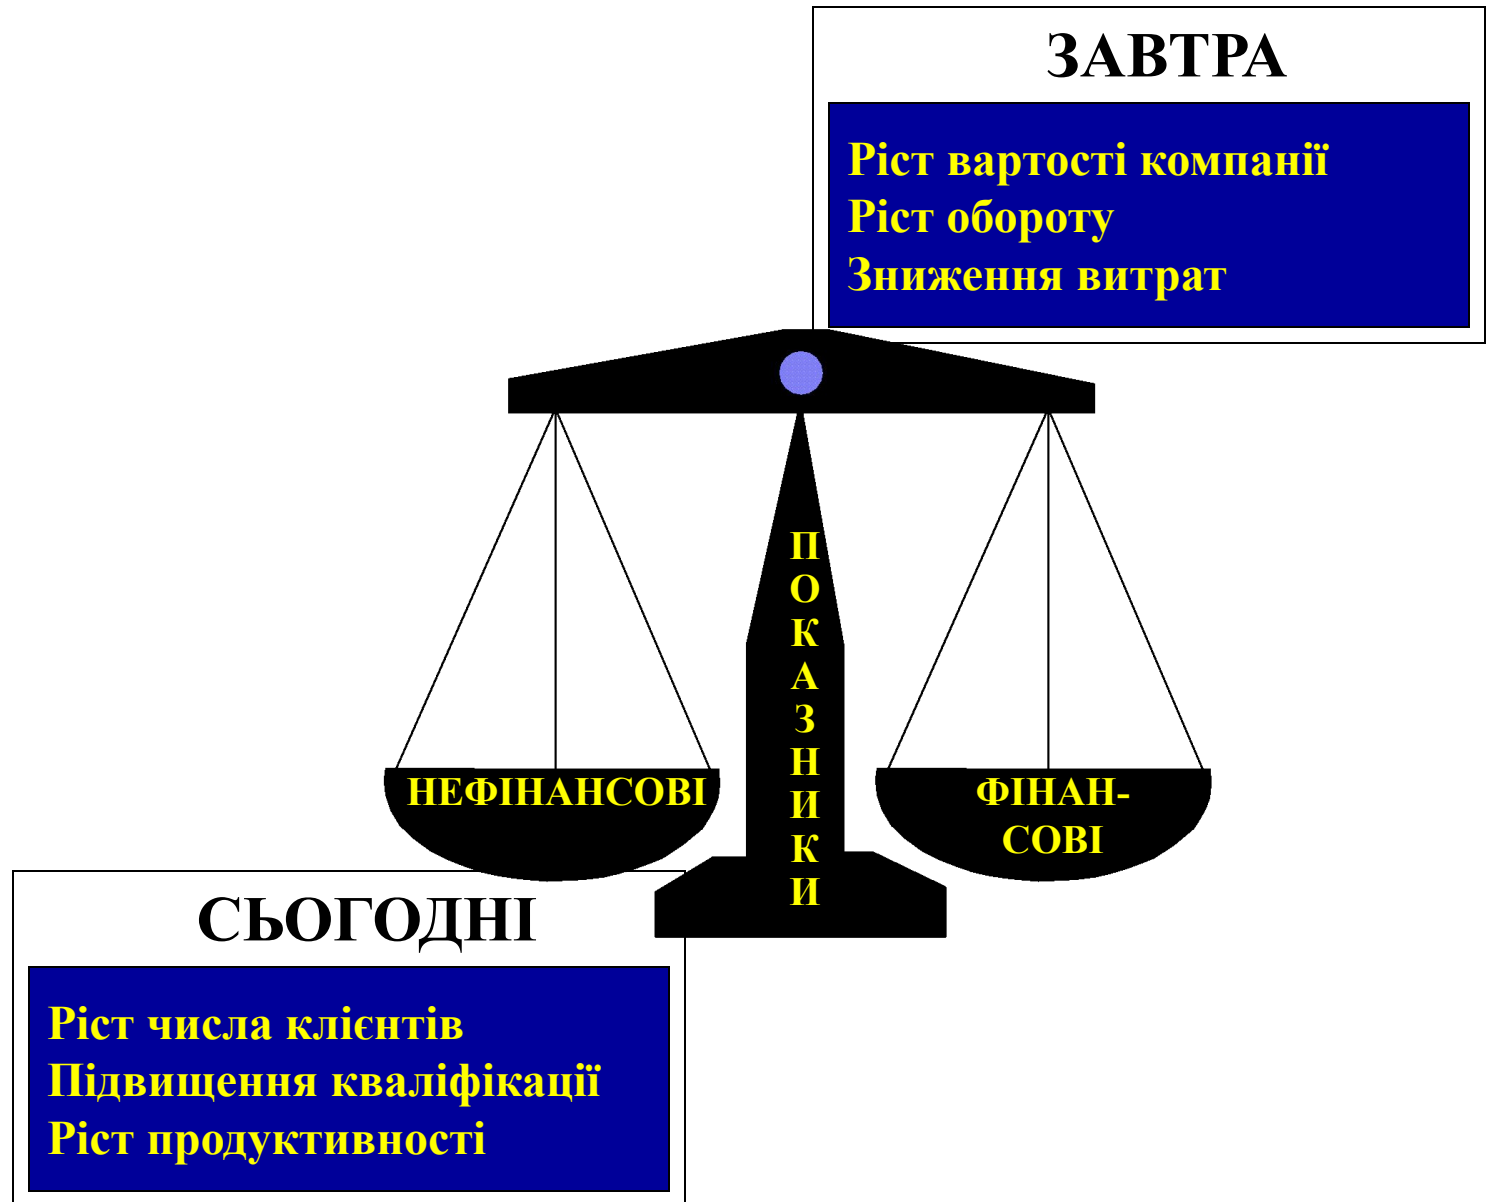 ЗАВТРА
Ріст вартості компанії
Ріст обороту
Зниження витрат
ПОКАЗНИКИ
НЕФІНАНСОВІ
ФІНАН-
СОВІ
СЬОГОДНІ
Ріст числа клієнтів
Підвищення кваліфікації
Ріст продуктивності